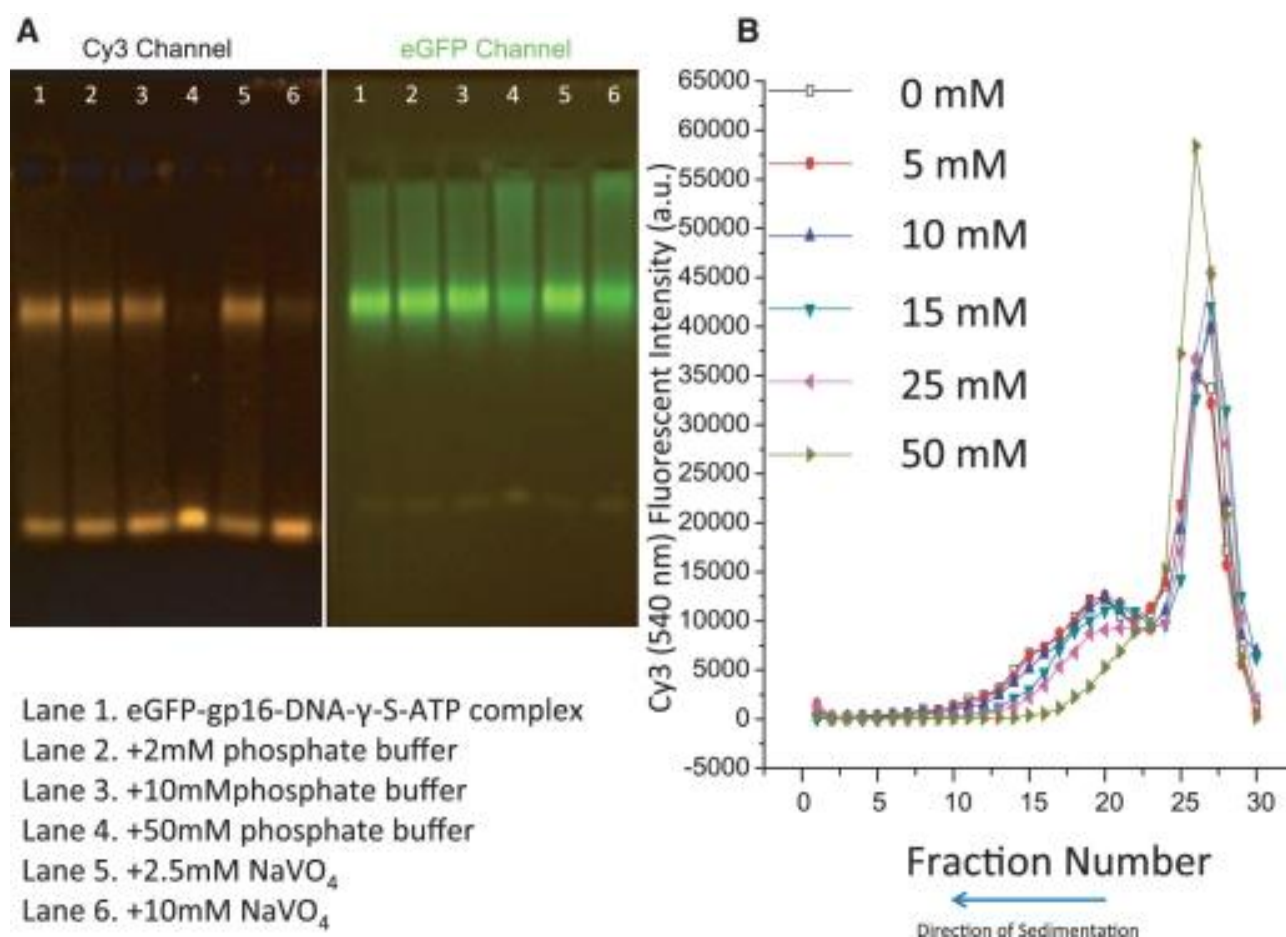 A
Cy3 Channel
eGFP Channel
1 2 3 4 5 6
1 2 3 4 5 6
Lane 1. eGFP-gp16-DNA-γ-S-ATP complex
Lane 2. +2mM phosphate buffer
Lane 3. +10mMphosphate buffer
Lane 4. +50mM phosphate buffer
Lane 5. +2.5mM NaVO₄
Lane 6. +10mM NaVO₄
B
Cy3 (540 nm) Fluorescent Intensity (a.u.)
65000
60000
55000
50000
45000
40000
35000
30000
25000
20000
15000
10000
5000
0
-5000
0 mM
5 mM
10 mM
15 mM
25 mM
50 mM
0 5 10 15 20 25 30
Fraction Number
Direction of Sedimentation